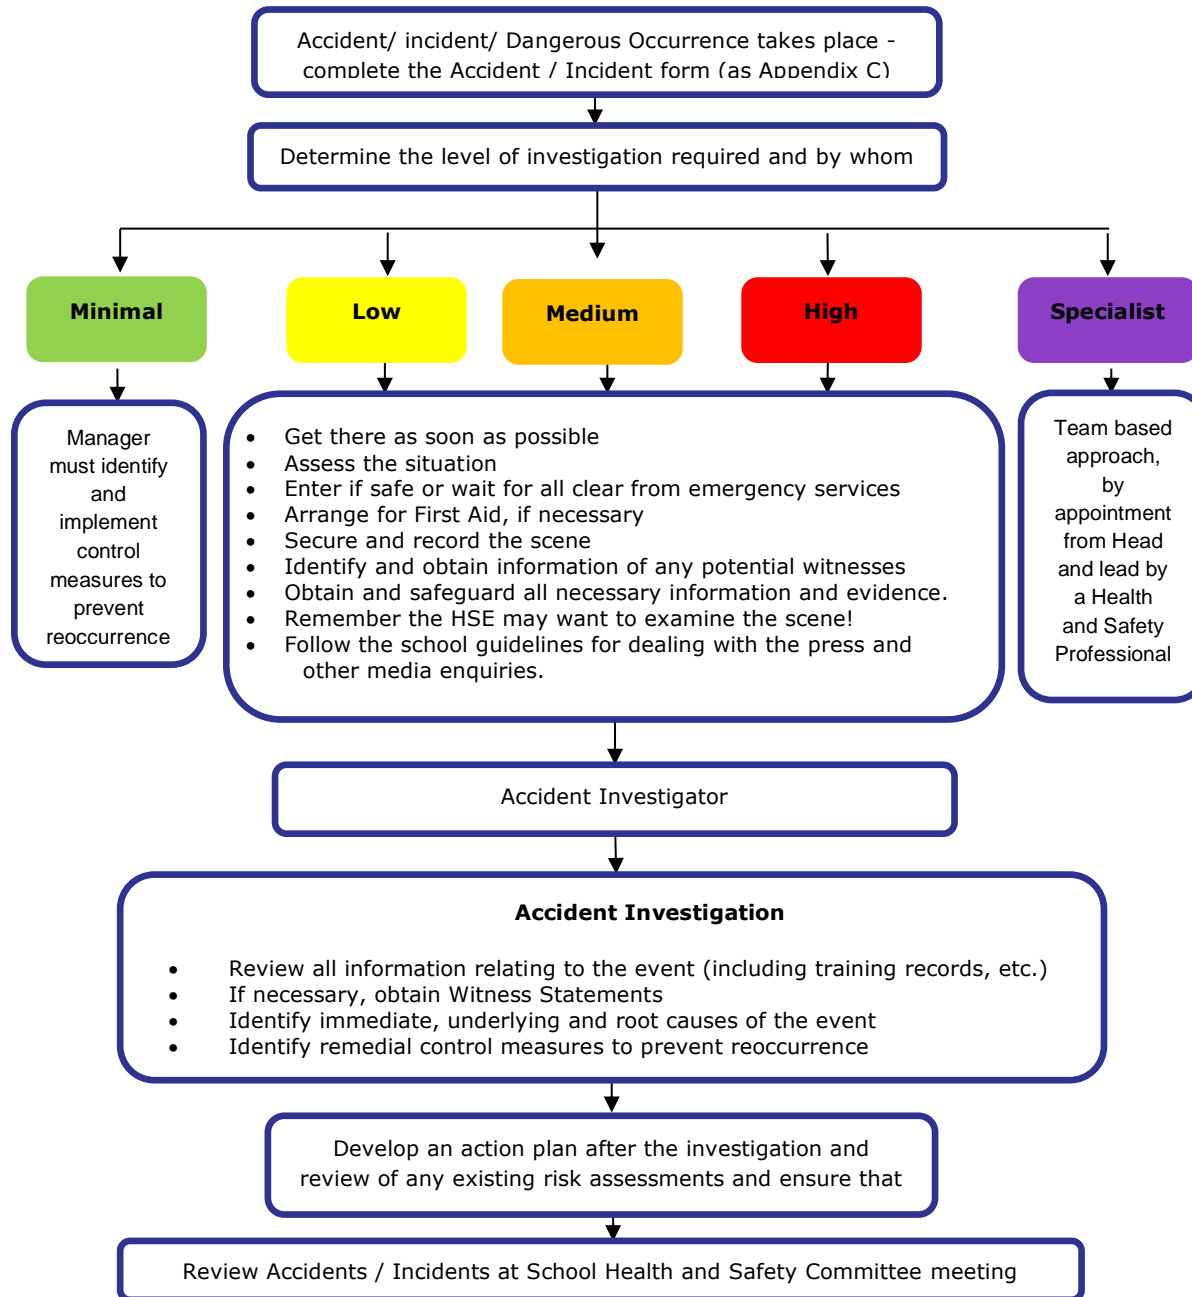 Accident/ incident/ Dangerous Occurrence takes place -
complete the Accident / Incident form (as Appendix C)
Determine the level of investigation required and by whom
Minimal
Low
Medium
High
Specialist
Manager
must identify
and
implement
control
measures to
prevent
reoccurrence
• Get there as soon as possible
• Assess the situation
• Enter if safe or wait for all clear from emergency services
• Arrange for First Aid, if necessary
• Secure and record the scene
• Identify and obtain information of any potential witnesses
• Obtain and safeguard all necessary information and evidence.
• Remember the HSE may want to examine the scene!
• Follow the school guidelines for dealing with the press and
other media enquiries.
Team based
approach,
by
appointment
from Head
and lead by
a Health
and Safety
Professional
Accident Investigator
Accident Investigation
• Review all information relating to the event (including training records, etc.)
• If necessary, obtain Witness Statements
• Identify immediate, underlying and root causes of the event
• Identify remedial control measures to prevent reoccurrence
Develop an action plan after the investigation and
review of any existing risk assessments and ensure that
Review Accidents / Incidents at School Health and Safety Committee meeting